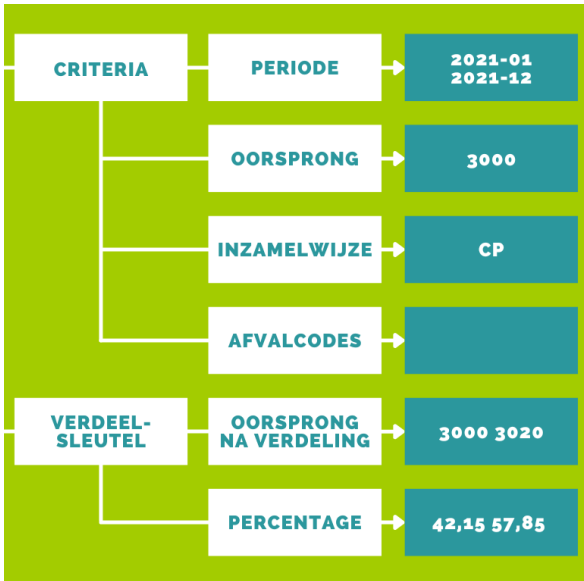 CRITERIA
PERIODE
2021-01
2021-12
OORSPRONG
3000
INZAMELWIJZE
CP
AFVALCODES
VERDEEL-
SLEUTEL
OORSPRONG
NA VERDELING
3000 3020
PERCENTAGE
42,15 57,85